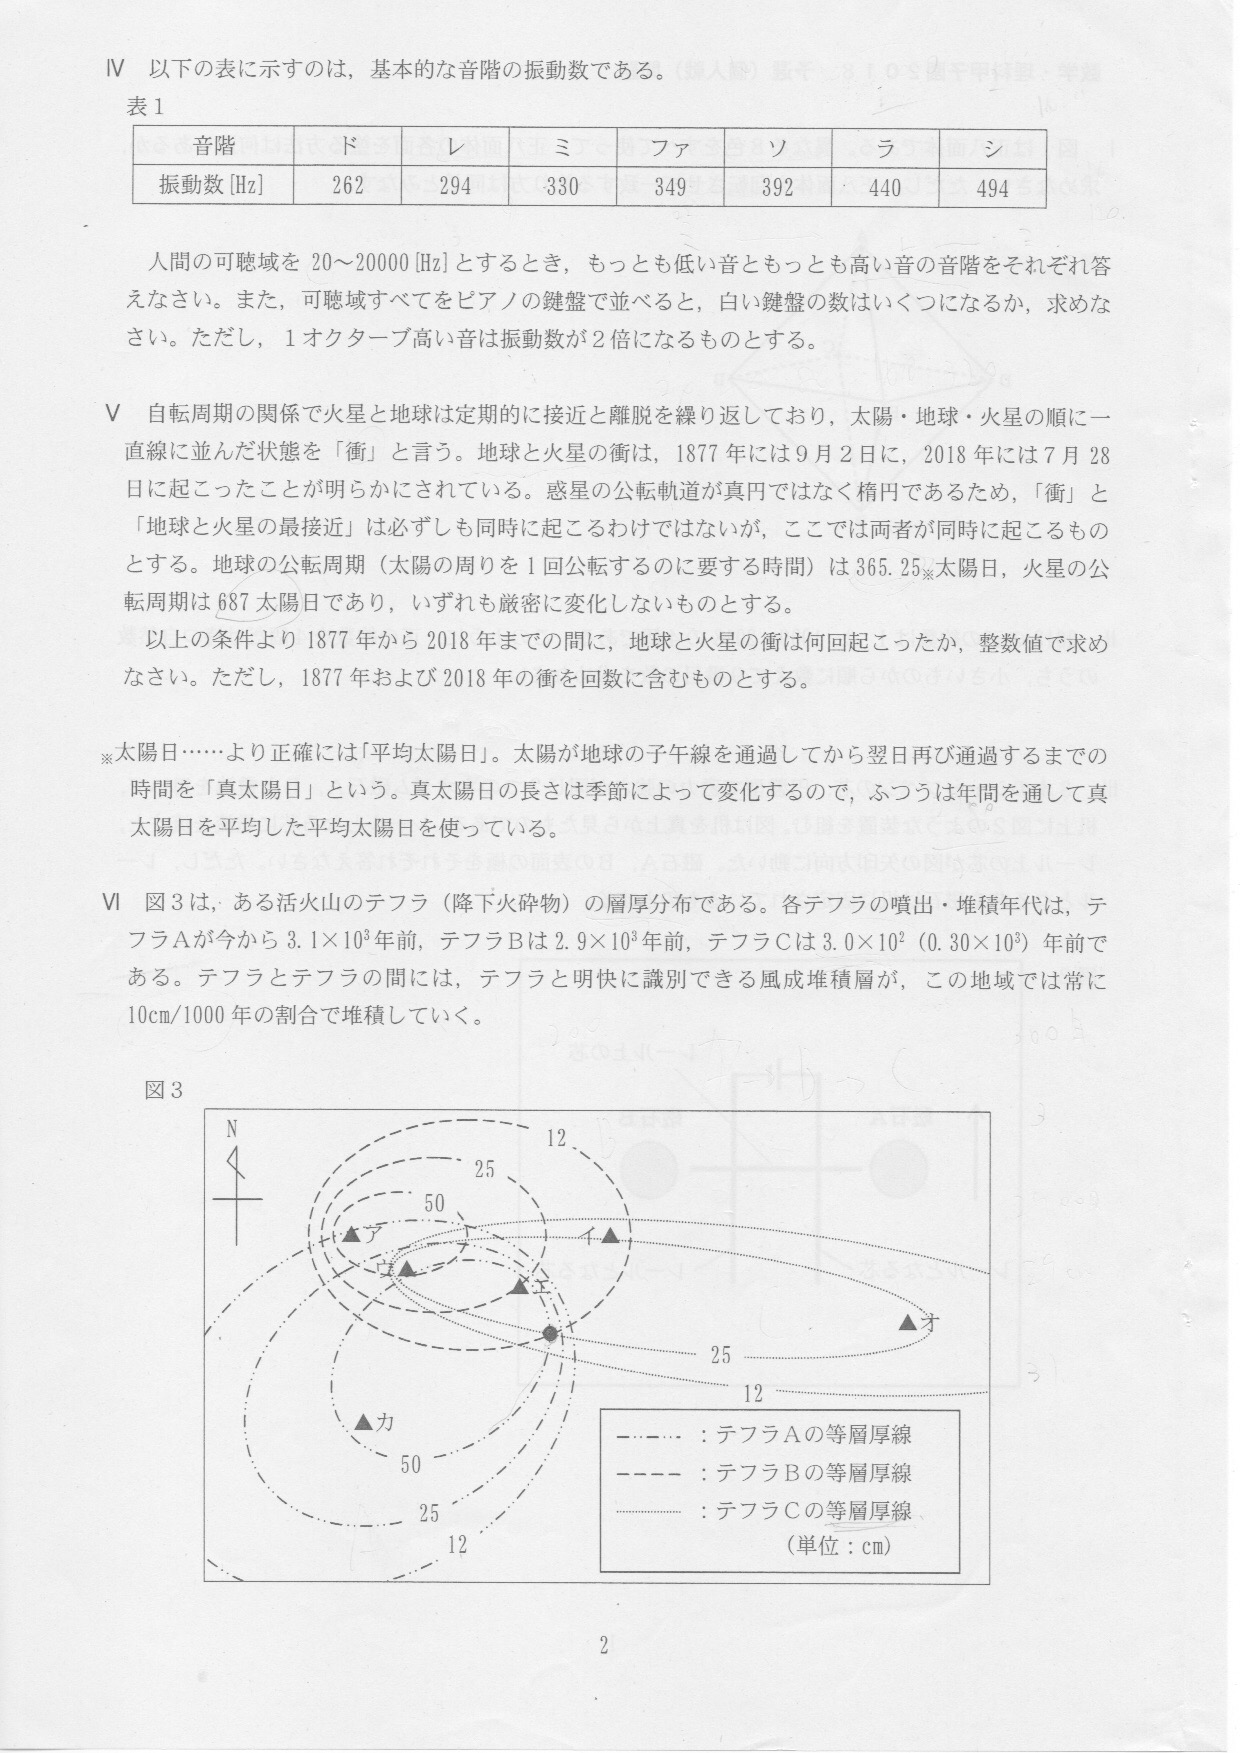 Ⅳ 以下の表に示すのは，基本的な音階の振動数である。
表１
音階 ド レ ミ ファ ソ ラ シ
振動数[Hz] 262 294 330 349 392 440 494
人間の可聴域を 20～20000[Hz]とするとき，もっとも低い音ともっとも高い音の音階をそれぞれ答
えなさい。また，可聴域すべてをピアノの鍵盤で並べると，白い鍵盤の数はいくつになるか，求めな
さい。ただし，１オクターブ高い音は振動数が２倍になるものとする。
Ⅴ 自転周期の関係で火星と地球は定期的に接近と離脱を繰り返しており，太陽・地球・火星の順に一
直線に並んだ状態を「衝」と言う。地球と火星の衝は，1877 年には９月２日に，2018 年には７月 28
日に起こったことが明らかにされている。惑星の公転軌道が真円ではなく楕円であるため，「衝」と
「地球と火星の最接近」は必ずしも同時に起こるわけではないが，ここでは両者が同時に起こるもの
とする。地球の公転周期（太陽の周りを１回公転するのに要する時間）は 365.25※太陽日，火星の公
転周期は 687 太陽日であり，いずれも厳密に変化しないものとする。
以上の条件より 1877 年から 2018 年までの間に，地球と火星の衝は何回起こったか，整数値で求め
なさい。ただし，1877 年および 2018 年の衝を回数に含むものとする。
※太陽日……より正確には「平均太陽日」。太陽が地球の子午線を通過してから翌日再び通過するまでの
時間を「真太陽日」という。真太陽日の長さは季節によって変化するので，ふつうは年間を通して真
太陽日を平均した平均太陽日を使っている。
Ⅵ 図３は，ある活火山のテフラ（降下火砕物）の層厚分布である。各テフラの噴出・堆積年代は，テ
フラＡが今から 3.1×10³年前，テフラＢは 2.9×10³年前，テフラＣは 3.0×10²（0.30×10³）年前で
ある。テフラとテフラの間には，テフラと明快に識別できる風成堆積層が，この地域では常に
10cm/1000 年の割合で堆積していく。
図３
N
12
25
50
ア
イ
ウ
エ
オ
25
12
カ
50
25
12
：テフラＡの等層厚線
：テフラＢの等層厚線
：テフラＣの等層厚線
（単位：cm）
2